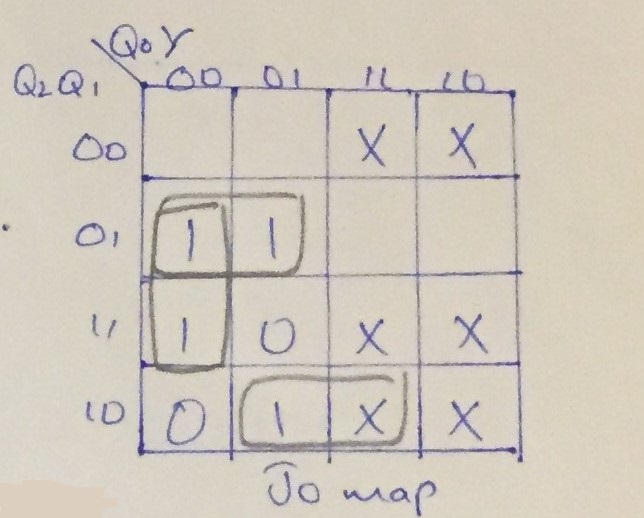 Q0Y
Q2Q1 00 01 11 10
00 X X
01 1 1
11 1 0 X X
10 0 1 X X
J0 map